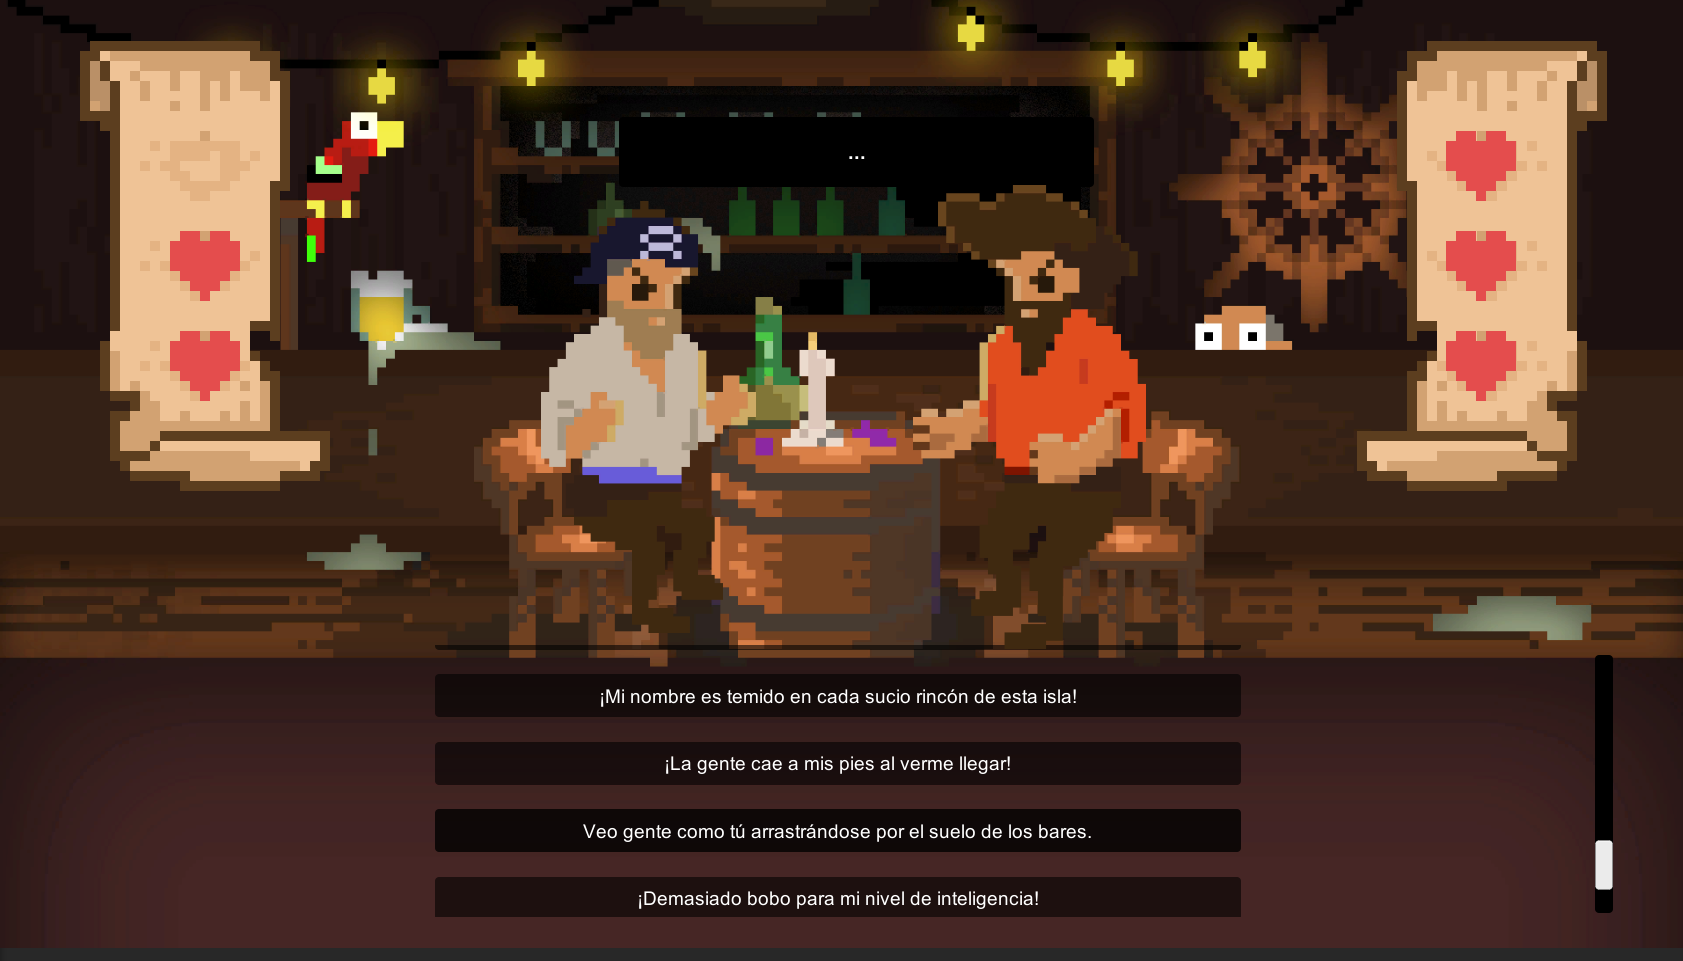 ...
¡Mi nombre es temido en cada sucio rincón de esta isla!
¡La gente cae a mis pies al verme llegar!
Veo gente como tú arrastrándose por el suelo de los bares.
¡Demasiado bobo para mi nivel de inteligencia!